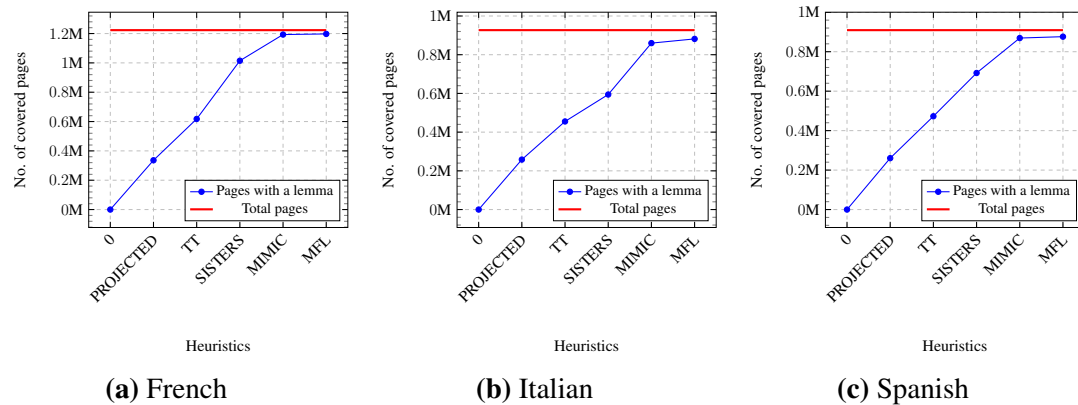 No. of covered pages
1.2M
1M
0.8M
0.6M
0.4M
0.2M
0M
Pages with a lemma
Total pages
0
PROJECTED
TT
SISTERS
MIMIC
MFL
Heuristics
(a) French
No. of covered pages
1M
0.8M
0.6M
0.4M
0.2M
0M
Pages with a lemma
Total pages
0
PROJECTED
TT
SISTERS
MIMIC
MFL
Heuristics
(b) Italian
No. of covered pages
1M
0.8M
0.6M
0.4M
0.2M
0M
Pages with a lemma
Total pages
0
PROJECTED
TT
SISTERS
MIMIC
MFL
Heuristics
(c) Spanish